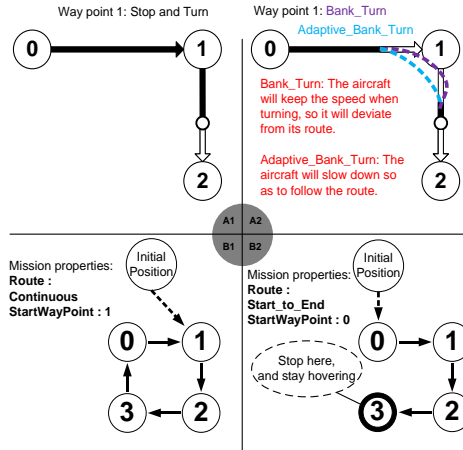 Way point 1: Stop and Turn
0
1
2
Way point 1: Bank_Turn
Adaptive_Bank_Turn
0
1
Bank_Turn: The aircraft
will keep the speed when
turning, so it will deviate
from its route.
Adaptive_Bank_Turn: The
aircraft will slow down so
as to follow the route.
2
A1 A2
B1 B2
Mission properties:
Route :
Continuous
StartWayPoint : 1
Initial
Position
0
1
3
2
Mission properties:
Route :
Start_to_End
StartWayPoint : 0
Initial
Position
0
1
Stop here,
and stay hovering
3
2